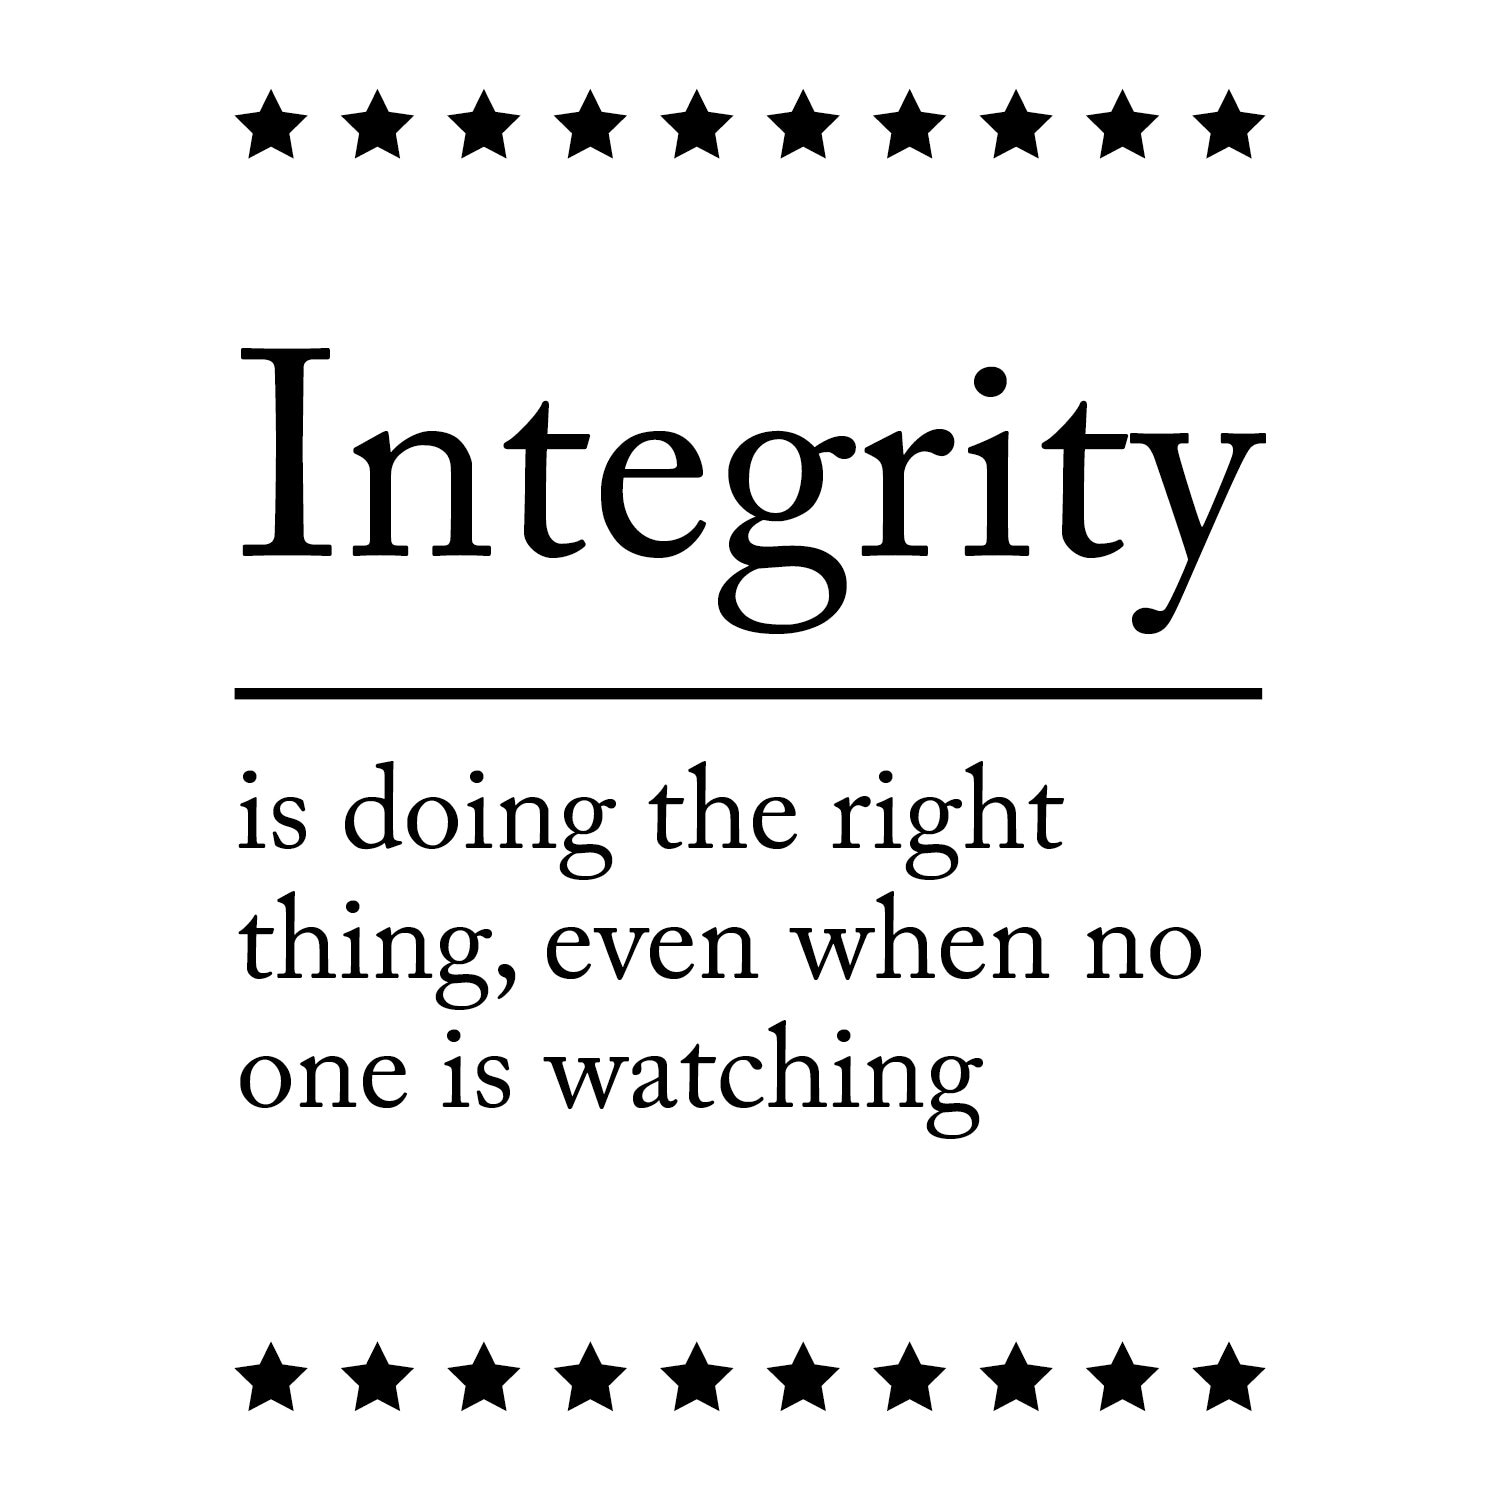 Integrity
is doing the right
thing, even when no
one is watching